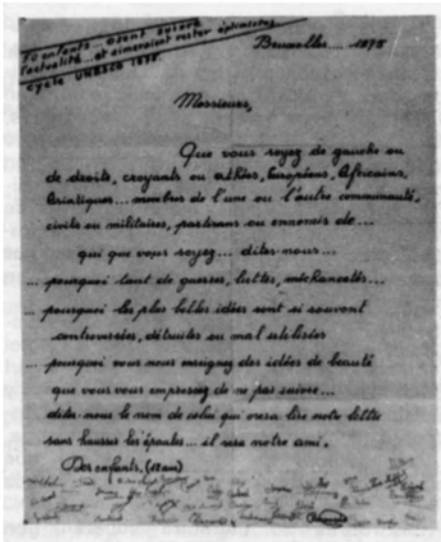 50 enfants... osent suivre
l'actualité... et aimeraient rester optimistes
cycle UNESCO 1975.
Bruxelles.... 1975
Messieurs,
Que vous soyez de gauche ou
de droite, croyants ou athées, Européens, Africains,
Asiatiques... membres de l'une ou l'autre communauté,
civils ou militaires, partisans ou ennemis de...
qui que vous soyez... dites-nous...
... pourquoi tant de guerres, luttes, méchancetés...
... pourquoi les plus belles idées sont si souvent
controversées, détruites ou mal utilisées
... pourquoi vous nous enseignez des idées de beauté
que vous vous empressez de ne pas suivre...
dites-nous le nom de celui qui osera lire notre lettre
sans hausser les épaules... il sera notre ami.
Des enfants, (12 ans)